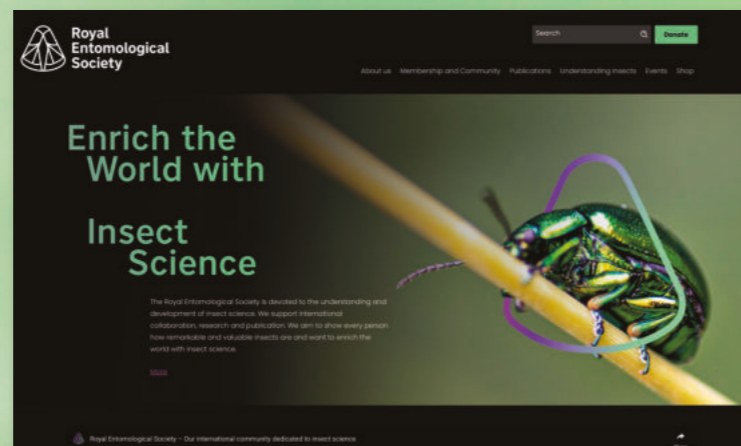 Royal
Entomological
Society
Search
Donate
About us Membership and Community Publications Understanding Insects Events Shop
Enrich the
World with
Insect
Science
The Royal Entomological Society is devoted to the understanding and
development of insect science. We support international
collaboration, research and publication. We aim to show every person
how remarkable and valuable insects are and want to enrich the
world with insect science.
More
Royal Entomological Society – Our international community dedicated to insect science